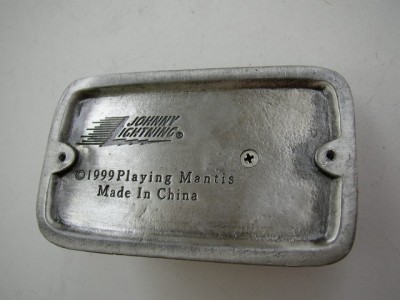 JOHNNY
LIGHTNING®
©1999 Playing Mantis
Made In China